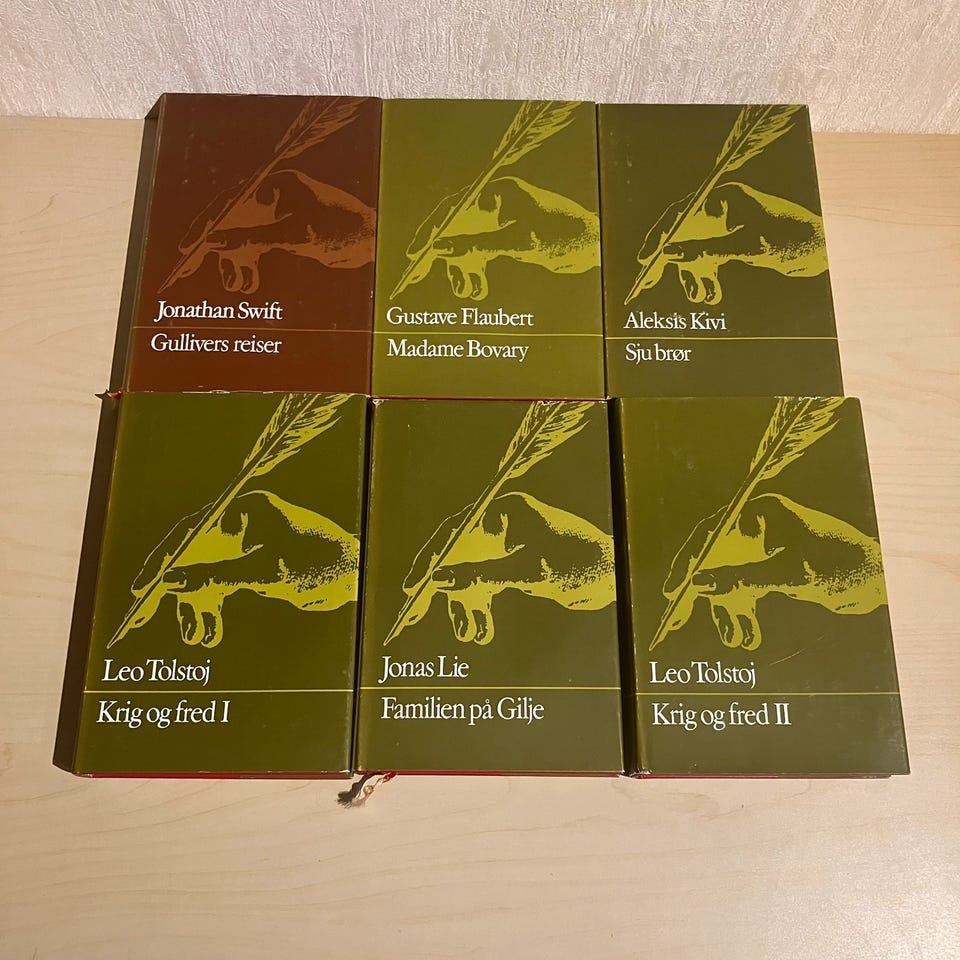 Jonathan Swift
Gullivers reiser
Gustave Flaubert
Madame Bovary
Aleksis Kivi
Sju brør
Leo Tolstoj
Krig og fred I
Jonas Lie
Familien på Gilje
Leo Tolstoj
Krig og fred II